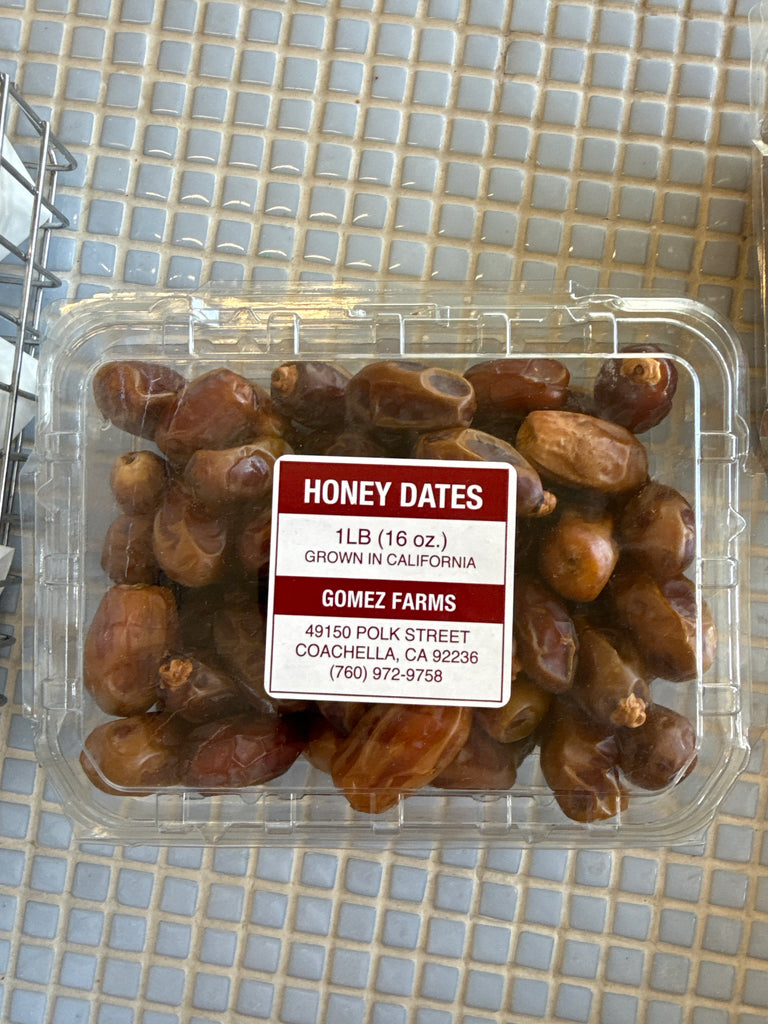 HONEY DATES
1LB (16 oz.)
GROWN IN CALIFORNIA
GOMEZ FARMS
49150 POLK STREET
COACHELLA, CA 92236
(760) 972-9758